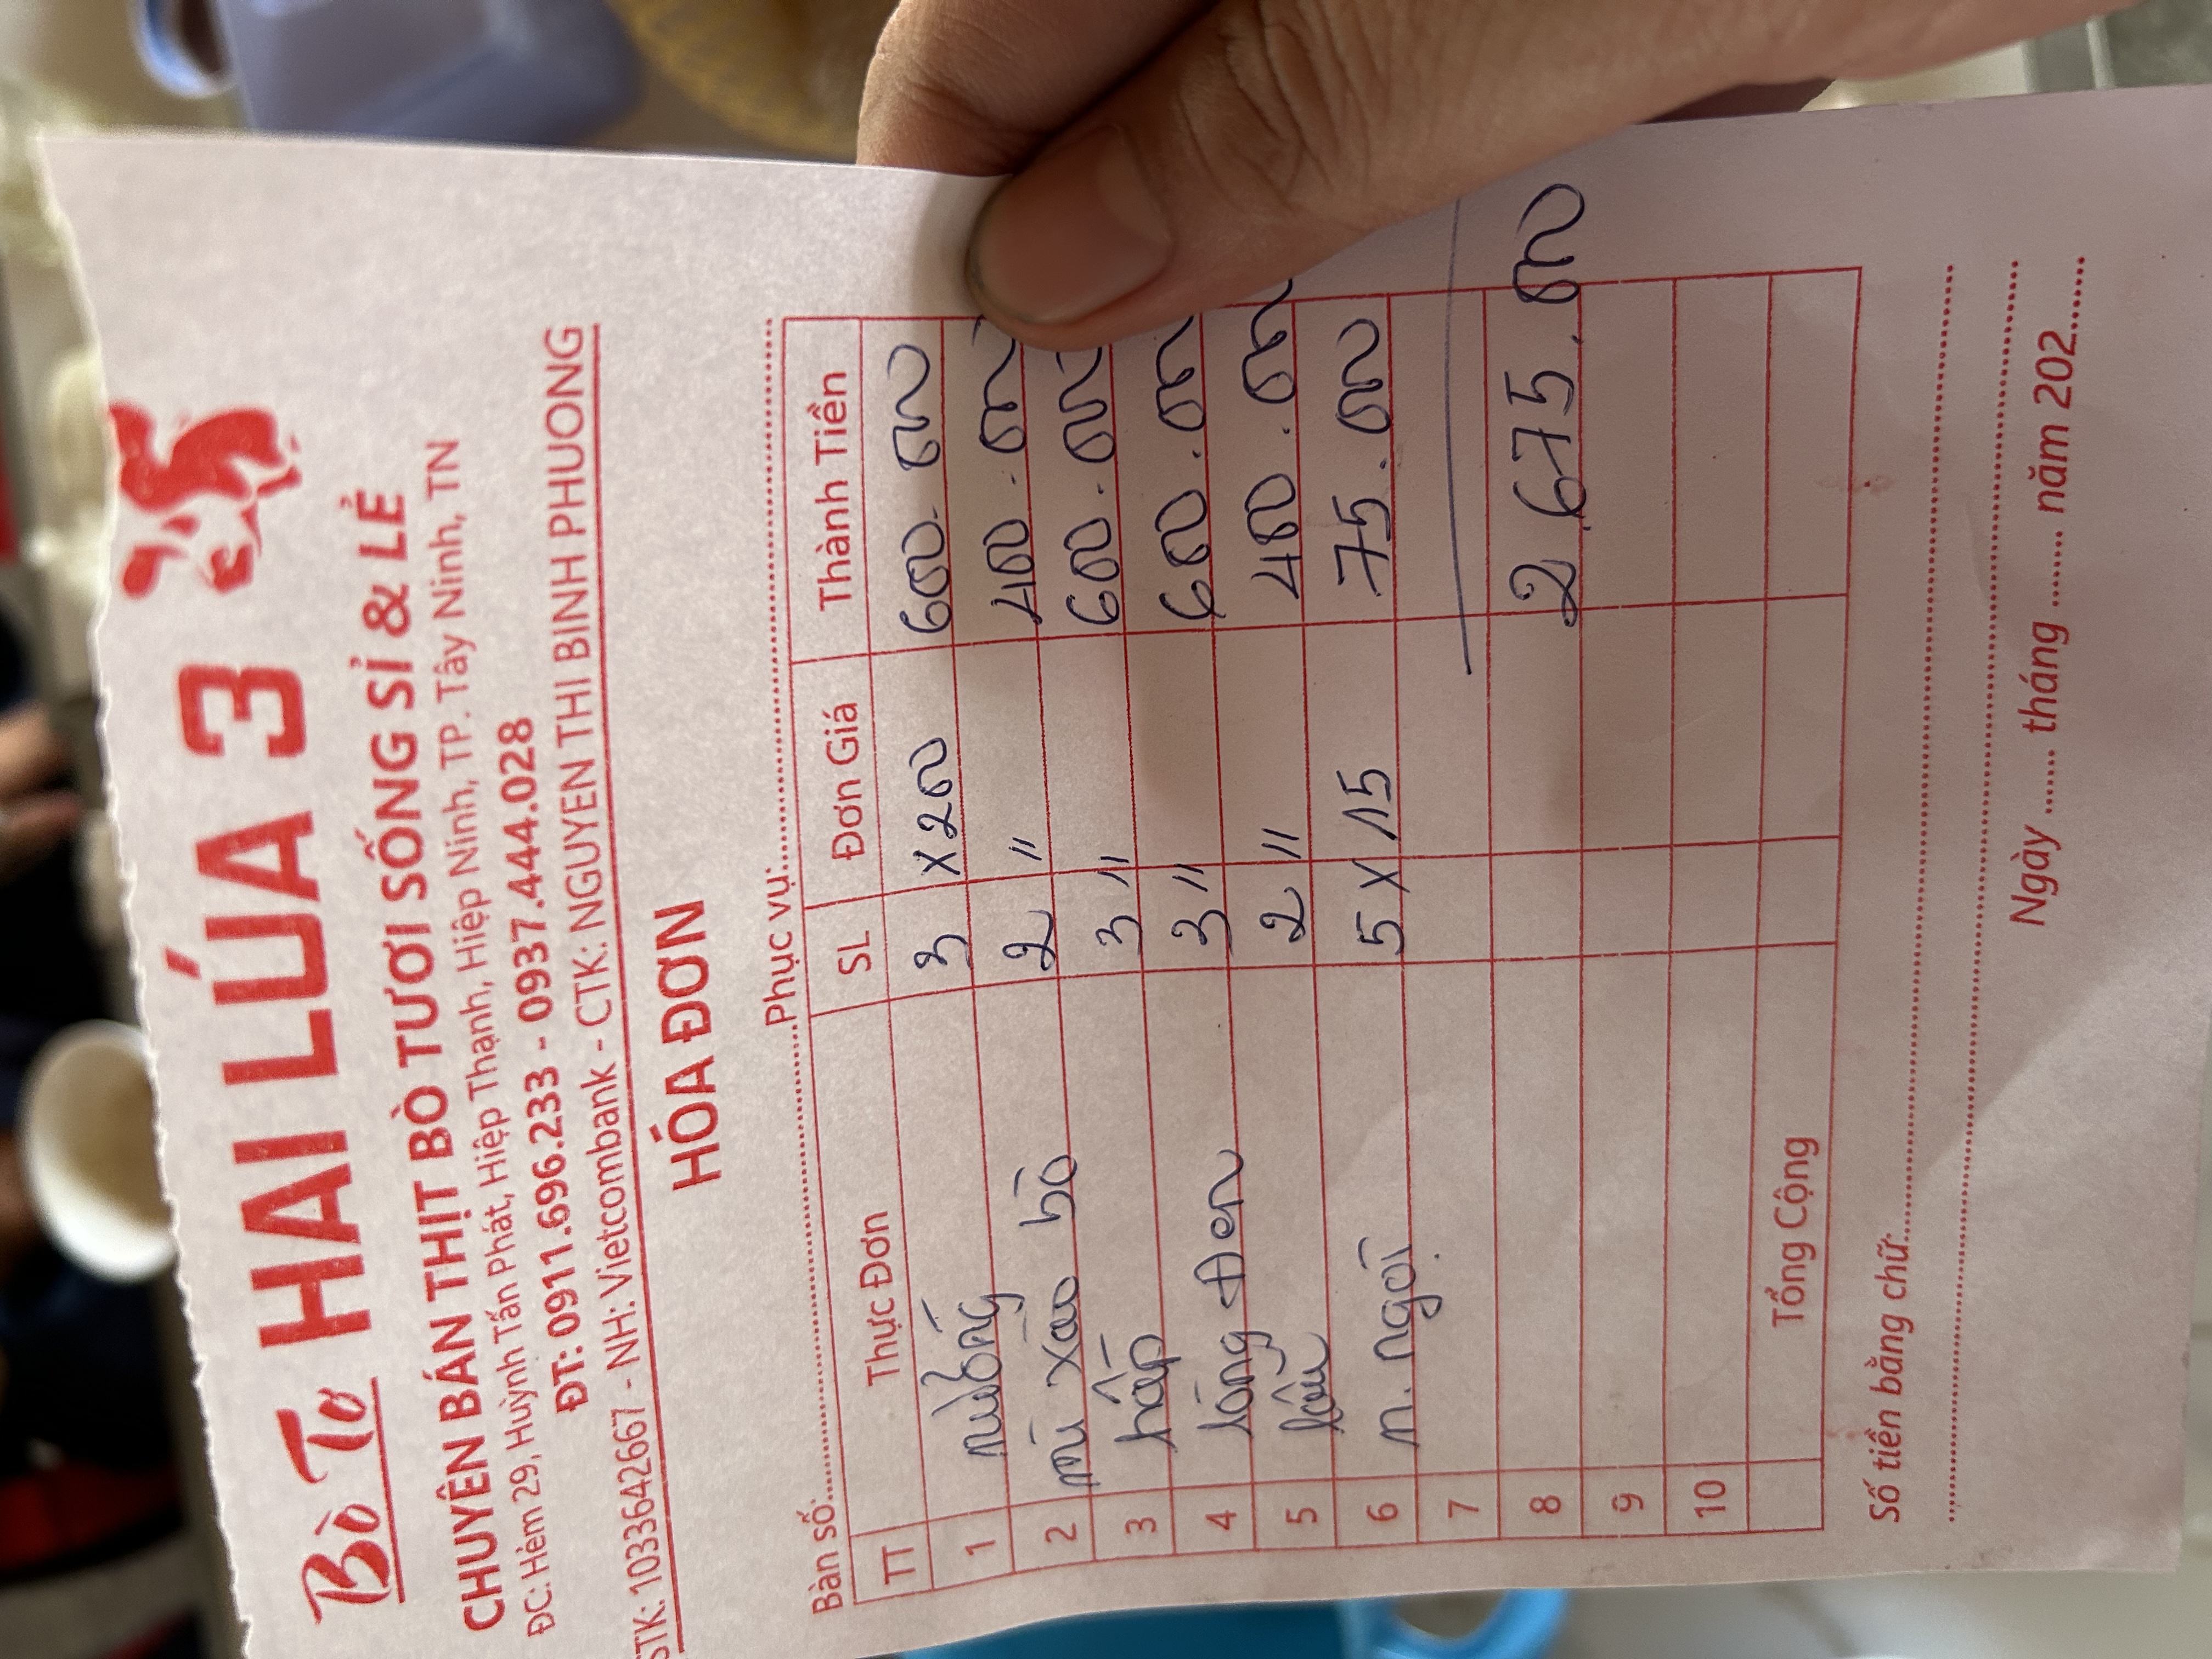 Bò Tơ HAI LÚA 3
CHUYÊN BÁN THỊT BÒ TƯƠI SỐNG SỈ & LẺ
ĐC: Hẻm 29, Huỳnh Tấn Phát, Hiệp Thạnh, Hiệp Ninh, TP. Tây Ninh, TN
ĐT: 0911.696.233 - 0937.444.028
STK: 1033642667 - NH: Vietcombank - CTK: NGUYEN THI BINH PHUONG
HÓA ĐƠN
Bàn số:....................Phục vụ:....................
TT Thực Đơn SL Đơn Giá Thành Tiền
1 nướng 3 x 200 600.000
2 mì xào bò 2 " 400.000
3 hấp 3 " 600.000
4 lòng Đen 3 " 600.000
5 lẩu 2 " 400.000
6 n. ngọt 5 x 15 75.000
7
8 2.675.000
9
10
Tổng Cộng
Số tiền bằng chữ:....................
Ngày ....... tháng ........ năm 202.......